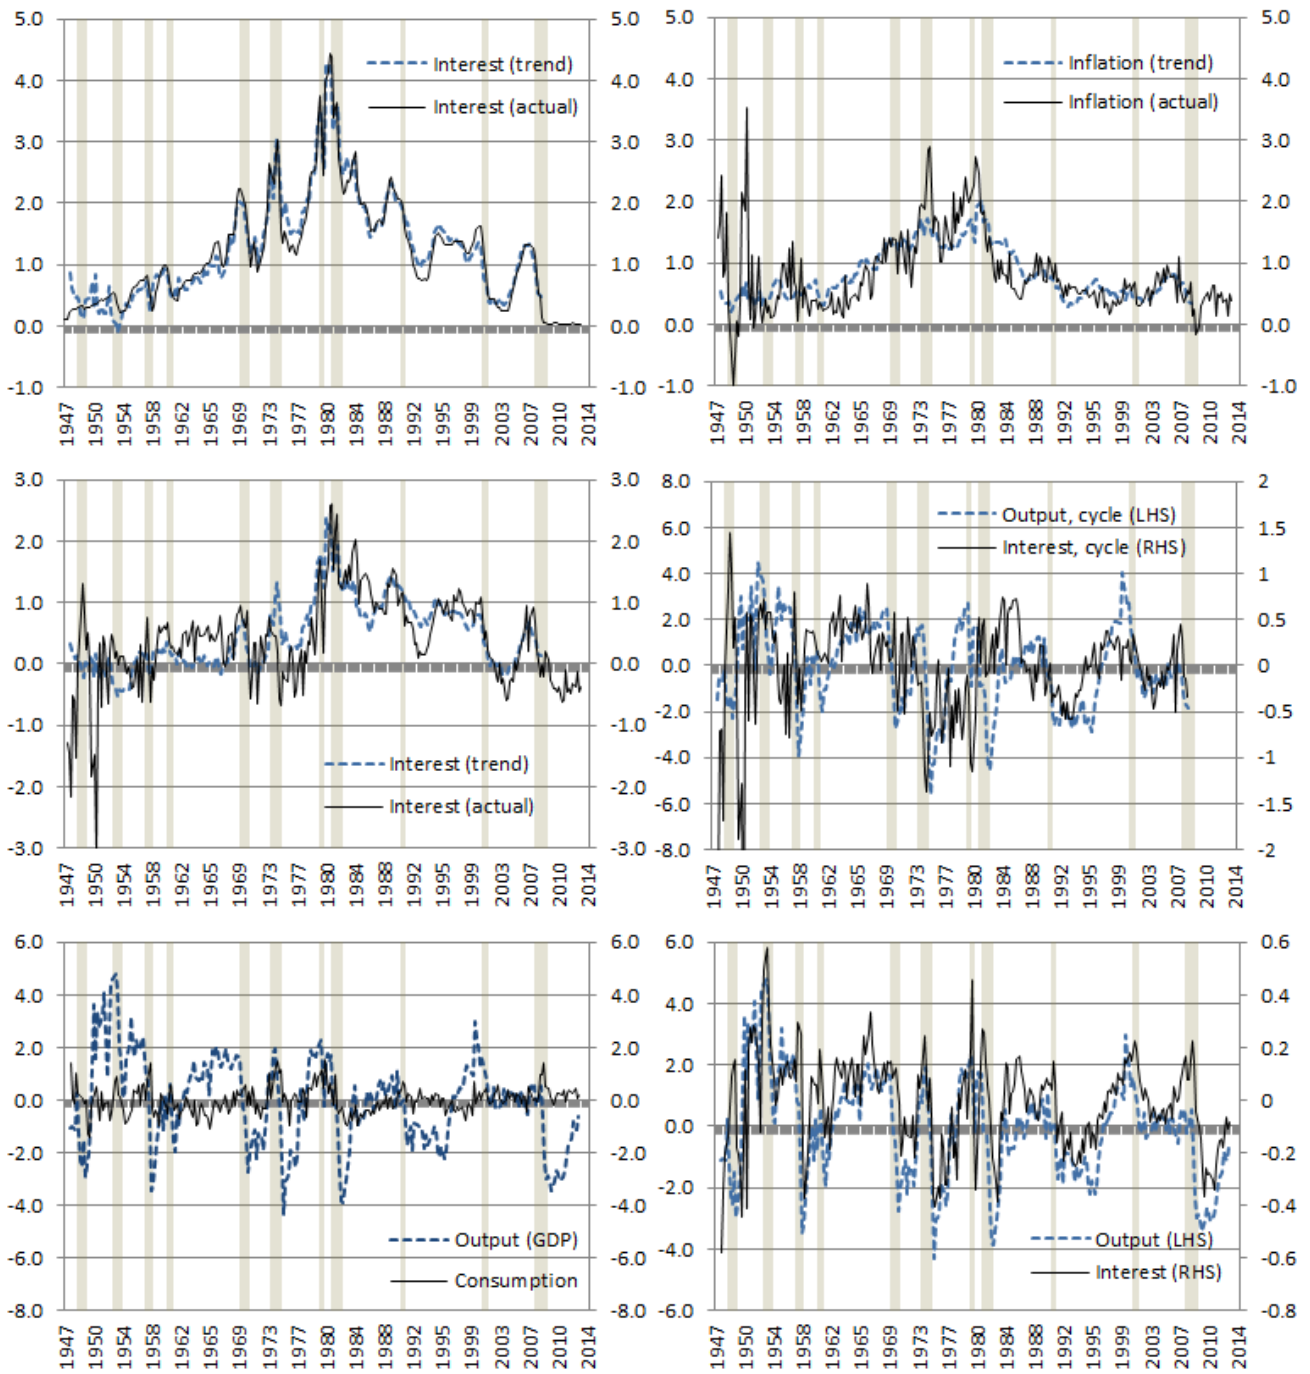 5.0 5.0 5.0 5.0
Interest (trend) Inflation (trend)
4.0 4.0 4.0 4.0
Interest (actual) Inflation (actual)
3.0 3.0 3.0 3.0
2.0 2.0 2.0 2.0
1.0 1.0 1.0 1.0
0.0 0.0 0.0 0.0
-1.0 -1.0 -1.0 -1.0
1947 1950 1954 1958 1962 1965 1969 1973 1977 1980 1984 1988 1992 1995 1999 2003 2007 2010 2014
1947 1950 1954 1958 1962 1965 1969 1973 1977 1980 1984 1988 1992 1995 1999 2003 2007 2010 2014
3.0 3.0 8.0 2
Output, cycle (LHS)
2.0 2.0 6.0 1.5
Interest, cycle (RHS)
4.0 1
1.0 1.0 2.0 0.5
0.0 0.0 0.0 0
-1.0 -1.0 -2.0 -0.5
Interest (trend)
-4.0 -1
-2.0 -2.0 -6.0 -1.5
Interest (actual)
-3.0 -3.0 -8.0 -2
1947 1950 1954 1958 1962 1965 1969 1973 1977 1980 1984 1988 1992 1995 1999 2003 2007 2010 2014
1947 1950 1954 1958 1962 1965 1969 1973 1977 1980 1984 1988 1992 1995 1999 2003 2007 2010 2014
6.0 6.0 6.0 0.6
4.0 4.0 4.0 0.4
2.0 2.0 2.0 0.2
0.0 0.0 0.0 0
-2.0 -2.0 -2.0 -0.2
-4.0 -4.0 -4.0 -0.4
Output (GDP) Output (LHS)
-6.0 -6.0 -0.6
Consumption Interest (RHS)
-8.0 -8.0 -6.0 -0.8
1947 1950 1954 1958 1962 1965 1969 1973 1977 1980 1984 1988 1992 1995 1999 2003 2007 2010 2014
1947 1950 1954 1958 1962 1965 1969 1973 1977 1980 1984 1988 1992 1995 1999 2003 2007 2010 2014